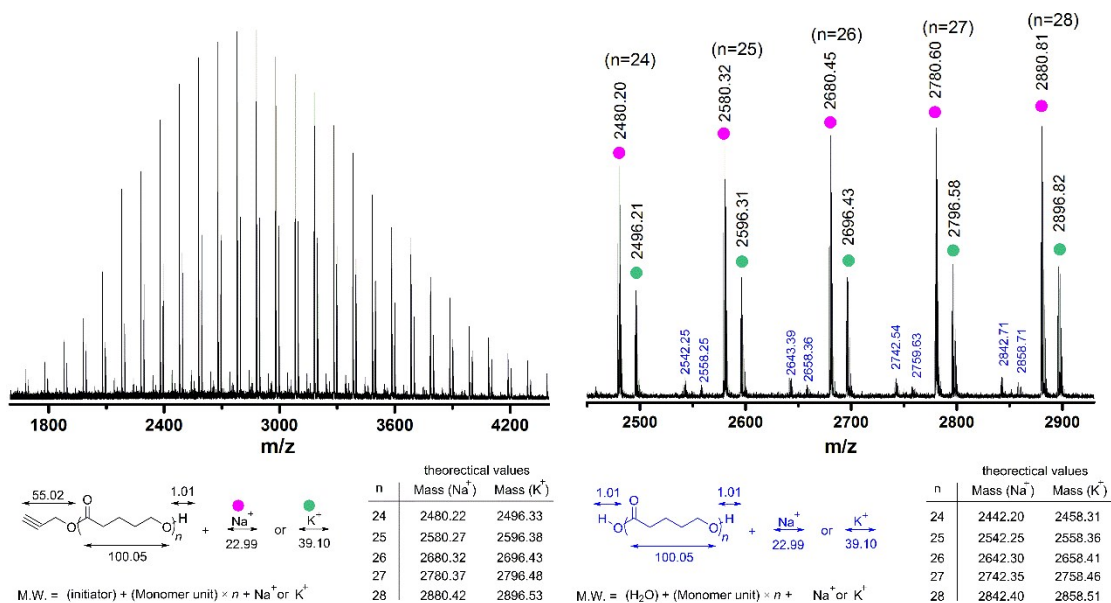 (n=24)
2480.20
2496.21
(n=25)
2580.32
2596.31
(n=26)
2680.45
2696.43
(n=27)
2780.60
2796.58
(n=28)
2880.81
2896.82
2542.25
2558.25
2643.39
2658.36
2742.54
2759.63
2842.71
2858.71
1800 2400 3000 3600 4200
m/z
2500 2600 2700 2800 2900
m/z
55.02
O
1.01
O O H n + Na+ or K+
100.05
22.99 39.10
M.W. = (initiator) + (Monomer unit) × n + Na+ or K+
theorectical values
n Mass (Na+) Mass (K+)
24 2480.22 2496.33
25 2580.27 2596.38
26 2680.32 2696.43
27 2780.37 2796.48
28 2880.42 2896.53
1.01
O
1.01
H O O H n + Na+ or K+
100.05
22.99 39.10
M.W. = (H2O) + (Monomer unit) × n + Na+ or K+
theorectical values
n Mass (Na+) Mass (K+)
24 2442.20 2458.31
25 2542.25 2558.36
26 2642.30 2658.41
27 2742.35 2758.46
28 2842.40 2858.51